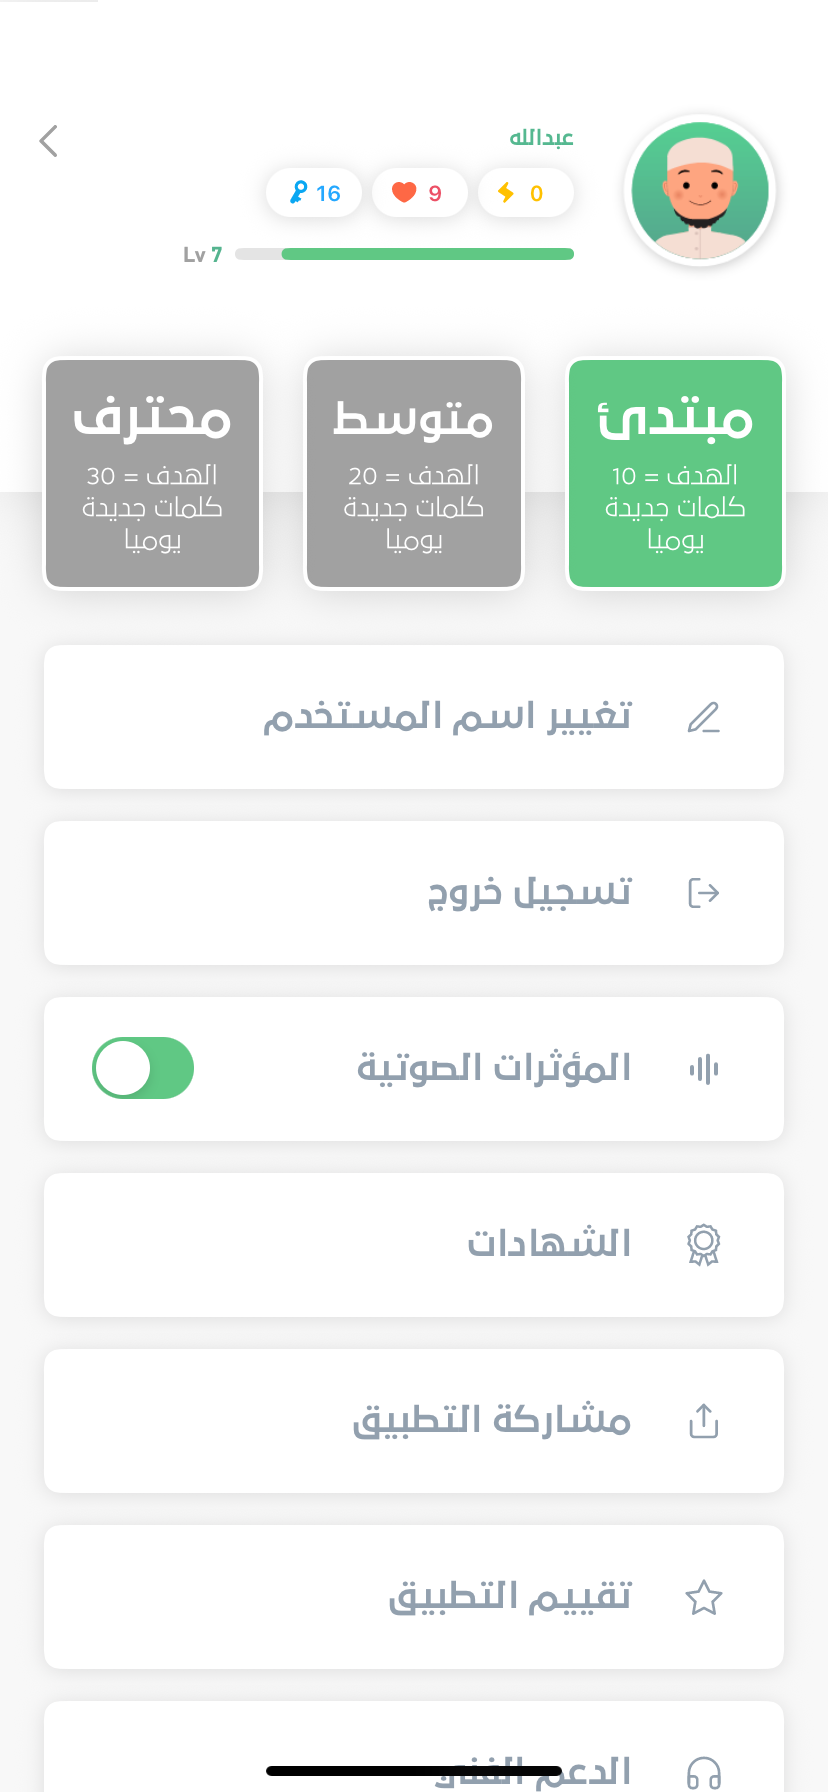 عبدالله
0
9
16
Lv 7
مبتدئ
الهدف = 10
كلمات جديدة
يوميا
متوسط
الهدف = 20
كلمات جديدة
يوميا
محترف
الهدف = 30
كلمات جديدة
يوميا
تغيير اسم المستخدم
تسجيل خروج
المؤثرات الصوتية
الشهادات
مشاركة التطبيق
تقييم التطبيق
الدعم الفني